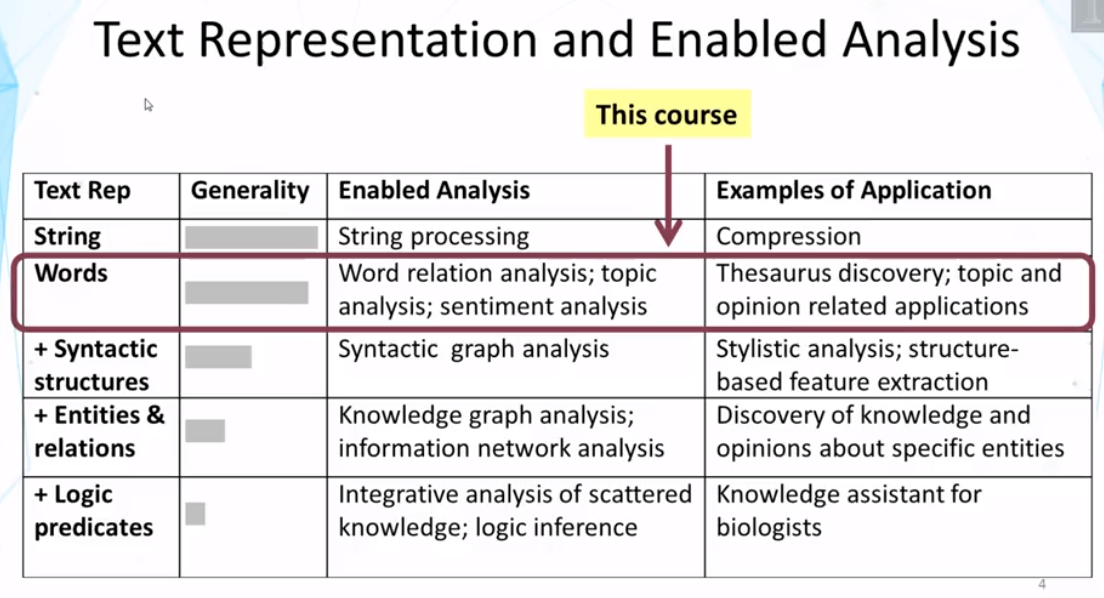 Text Representation and Enabled Analysis
This course
Text Rep
Generality
Enabled Analysis
Examples of Application
String
String processing
Compression
Words
Word relation analysis; topic
analysis; sentiment analysis
Thesaurus discovery; topic and
opinion related applications
+ Syntactic
structures
Syntactic graph analysis
Stylistic analysis; structure-
based feature extraction
+ Entities &
relations
Knowledge graph analysis;
information network analysis
Discovery of knowledge and
opinions about specific entities
+ Logic
predicates
Integrative analysis of scattered
knowledge; logic inference
Knowledge assistant for
biologists
4